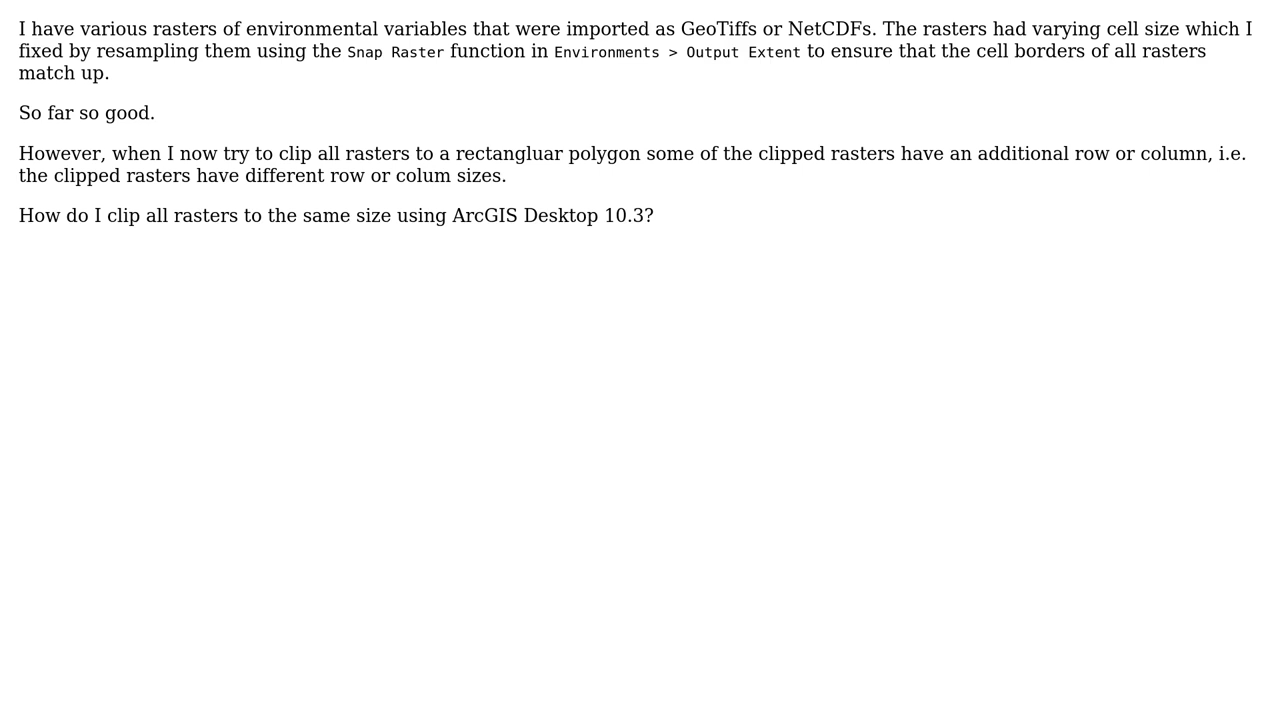 I have various rasters of environmental variables that were imported as GeoTiffs or NetCDFs. The rasters had varying cell size which I
fixed by resampling them using the Snap Raster function in Environments > Output Extent to ensure that the cell borders of all rasters
match up.
So far so good.
However, when I now try to clip all rasters to a rectangluar polygon some of the clipped rasters have an additional row or column, i.e.
the clipped rasters have different row or colum sizes.
How do I clip all rasters to the same size using ArcGIS Desktop 10.3?